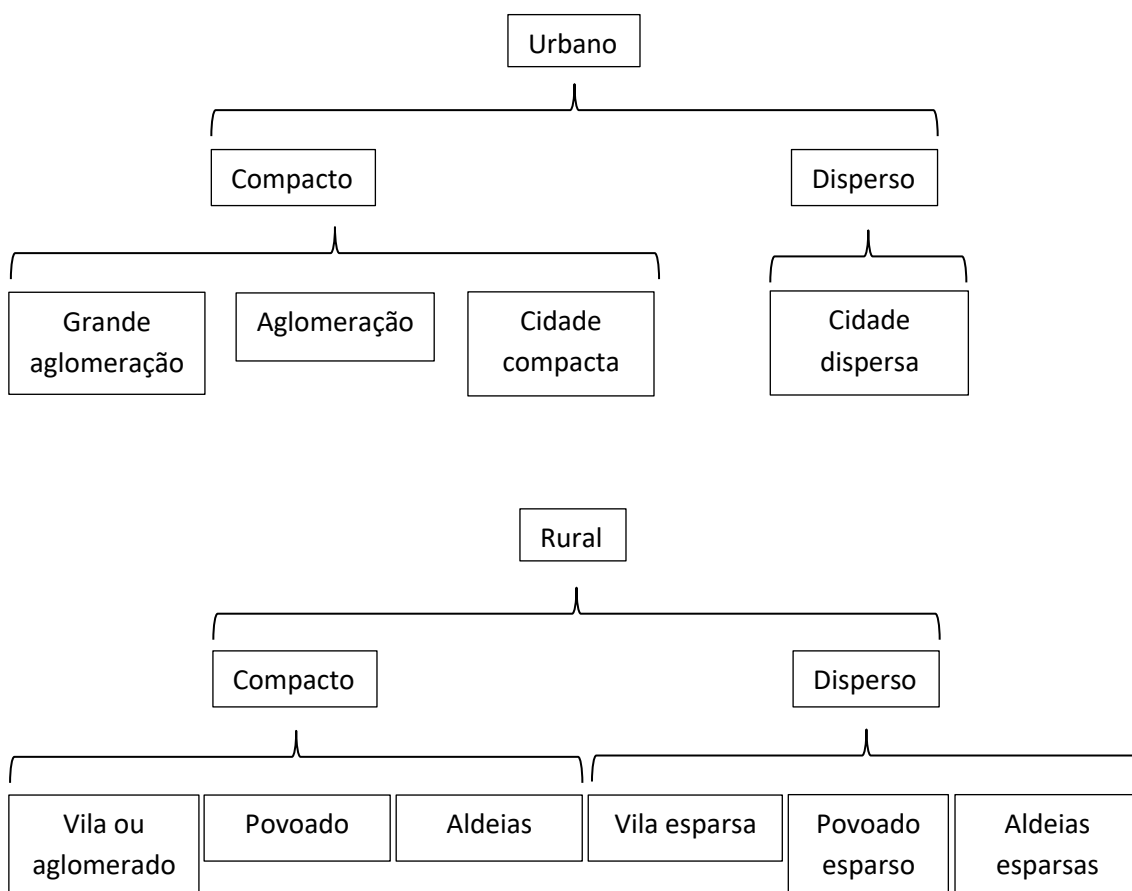 Urbano
Compacto
Disperso
Grande
aglomeração
Aglomeração
Cidade
compacta
Cidade
dispersa
Rural
Compacto
Disperso
Vila ou
aglomerado
Povoado
Aldeias
Vila esparsa
Povoado
esparso
Aldeias
esparsas